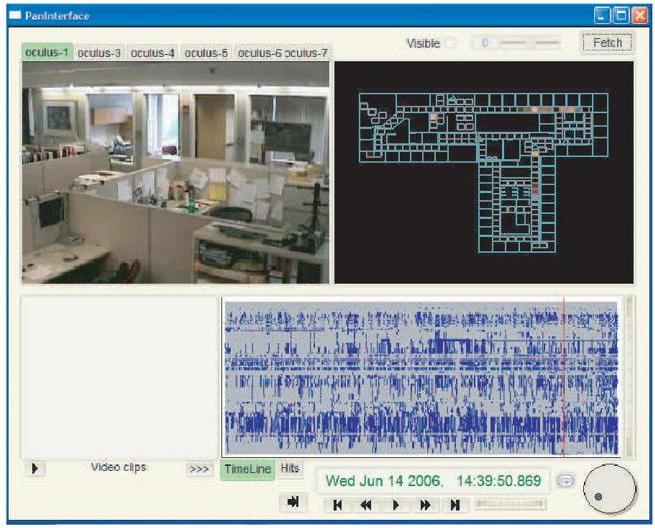 PanInterface
oculus-1 oculus-3 oculus-4 oculus-5 oculus-6 oculus-7
Visible 0 Fetch
Video clips >>> TimeLine Hits
Wed Jun 14 2006, 14:39:50.869